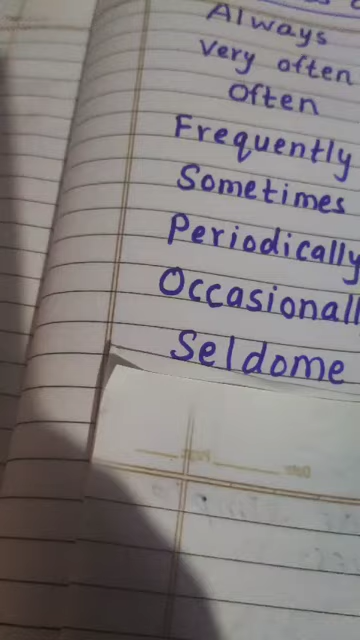 Always
Very often
Often
Frequently
Sometimes
Periodically
Occasionall
Seldome